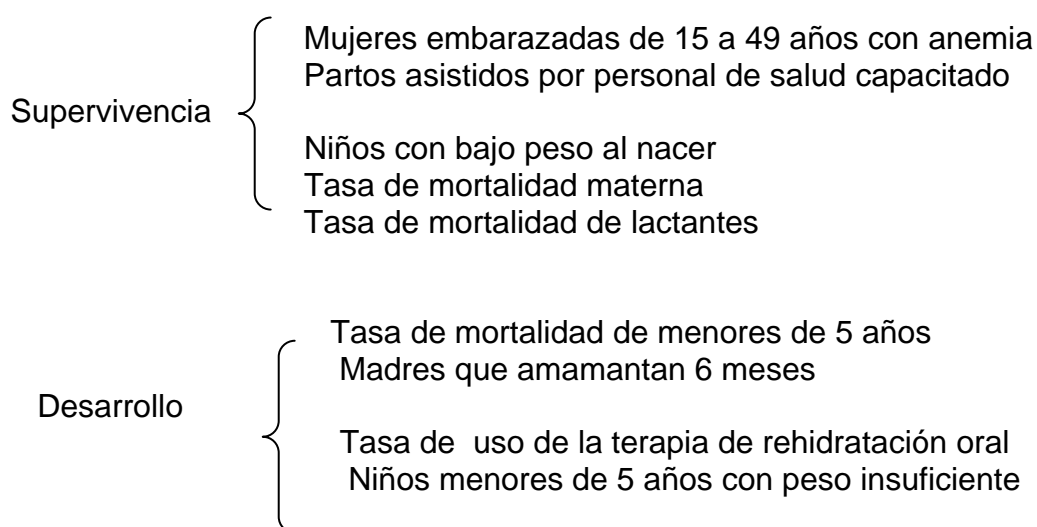 Mujeres embarazadas de 15 a 49 años con anemia
Partos asistidos por personal de salud capacitado
Supervivencia
Niños con bajo peso al nacer
Tasa de mortalidad materna
Tasa de mortalidad de lactantes
Tasa de mortalidad de menores de 5 años
Madres que amamantan 6 meses
Desarrollo
Tasa de uso de la terapia de rehidratación oral
Niños menores de 5 años con peso insuficiente